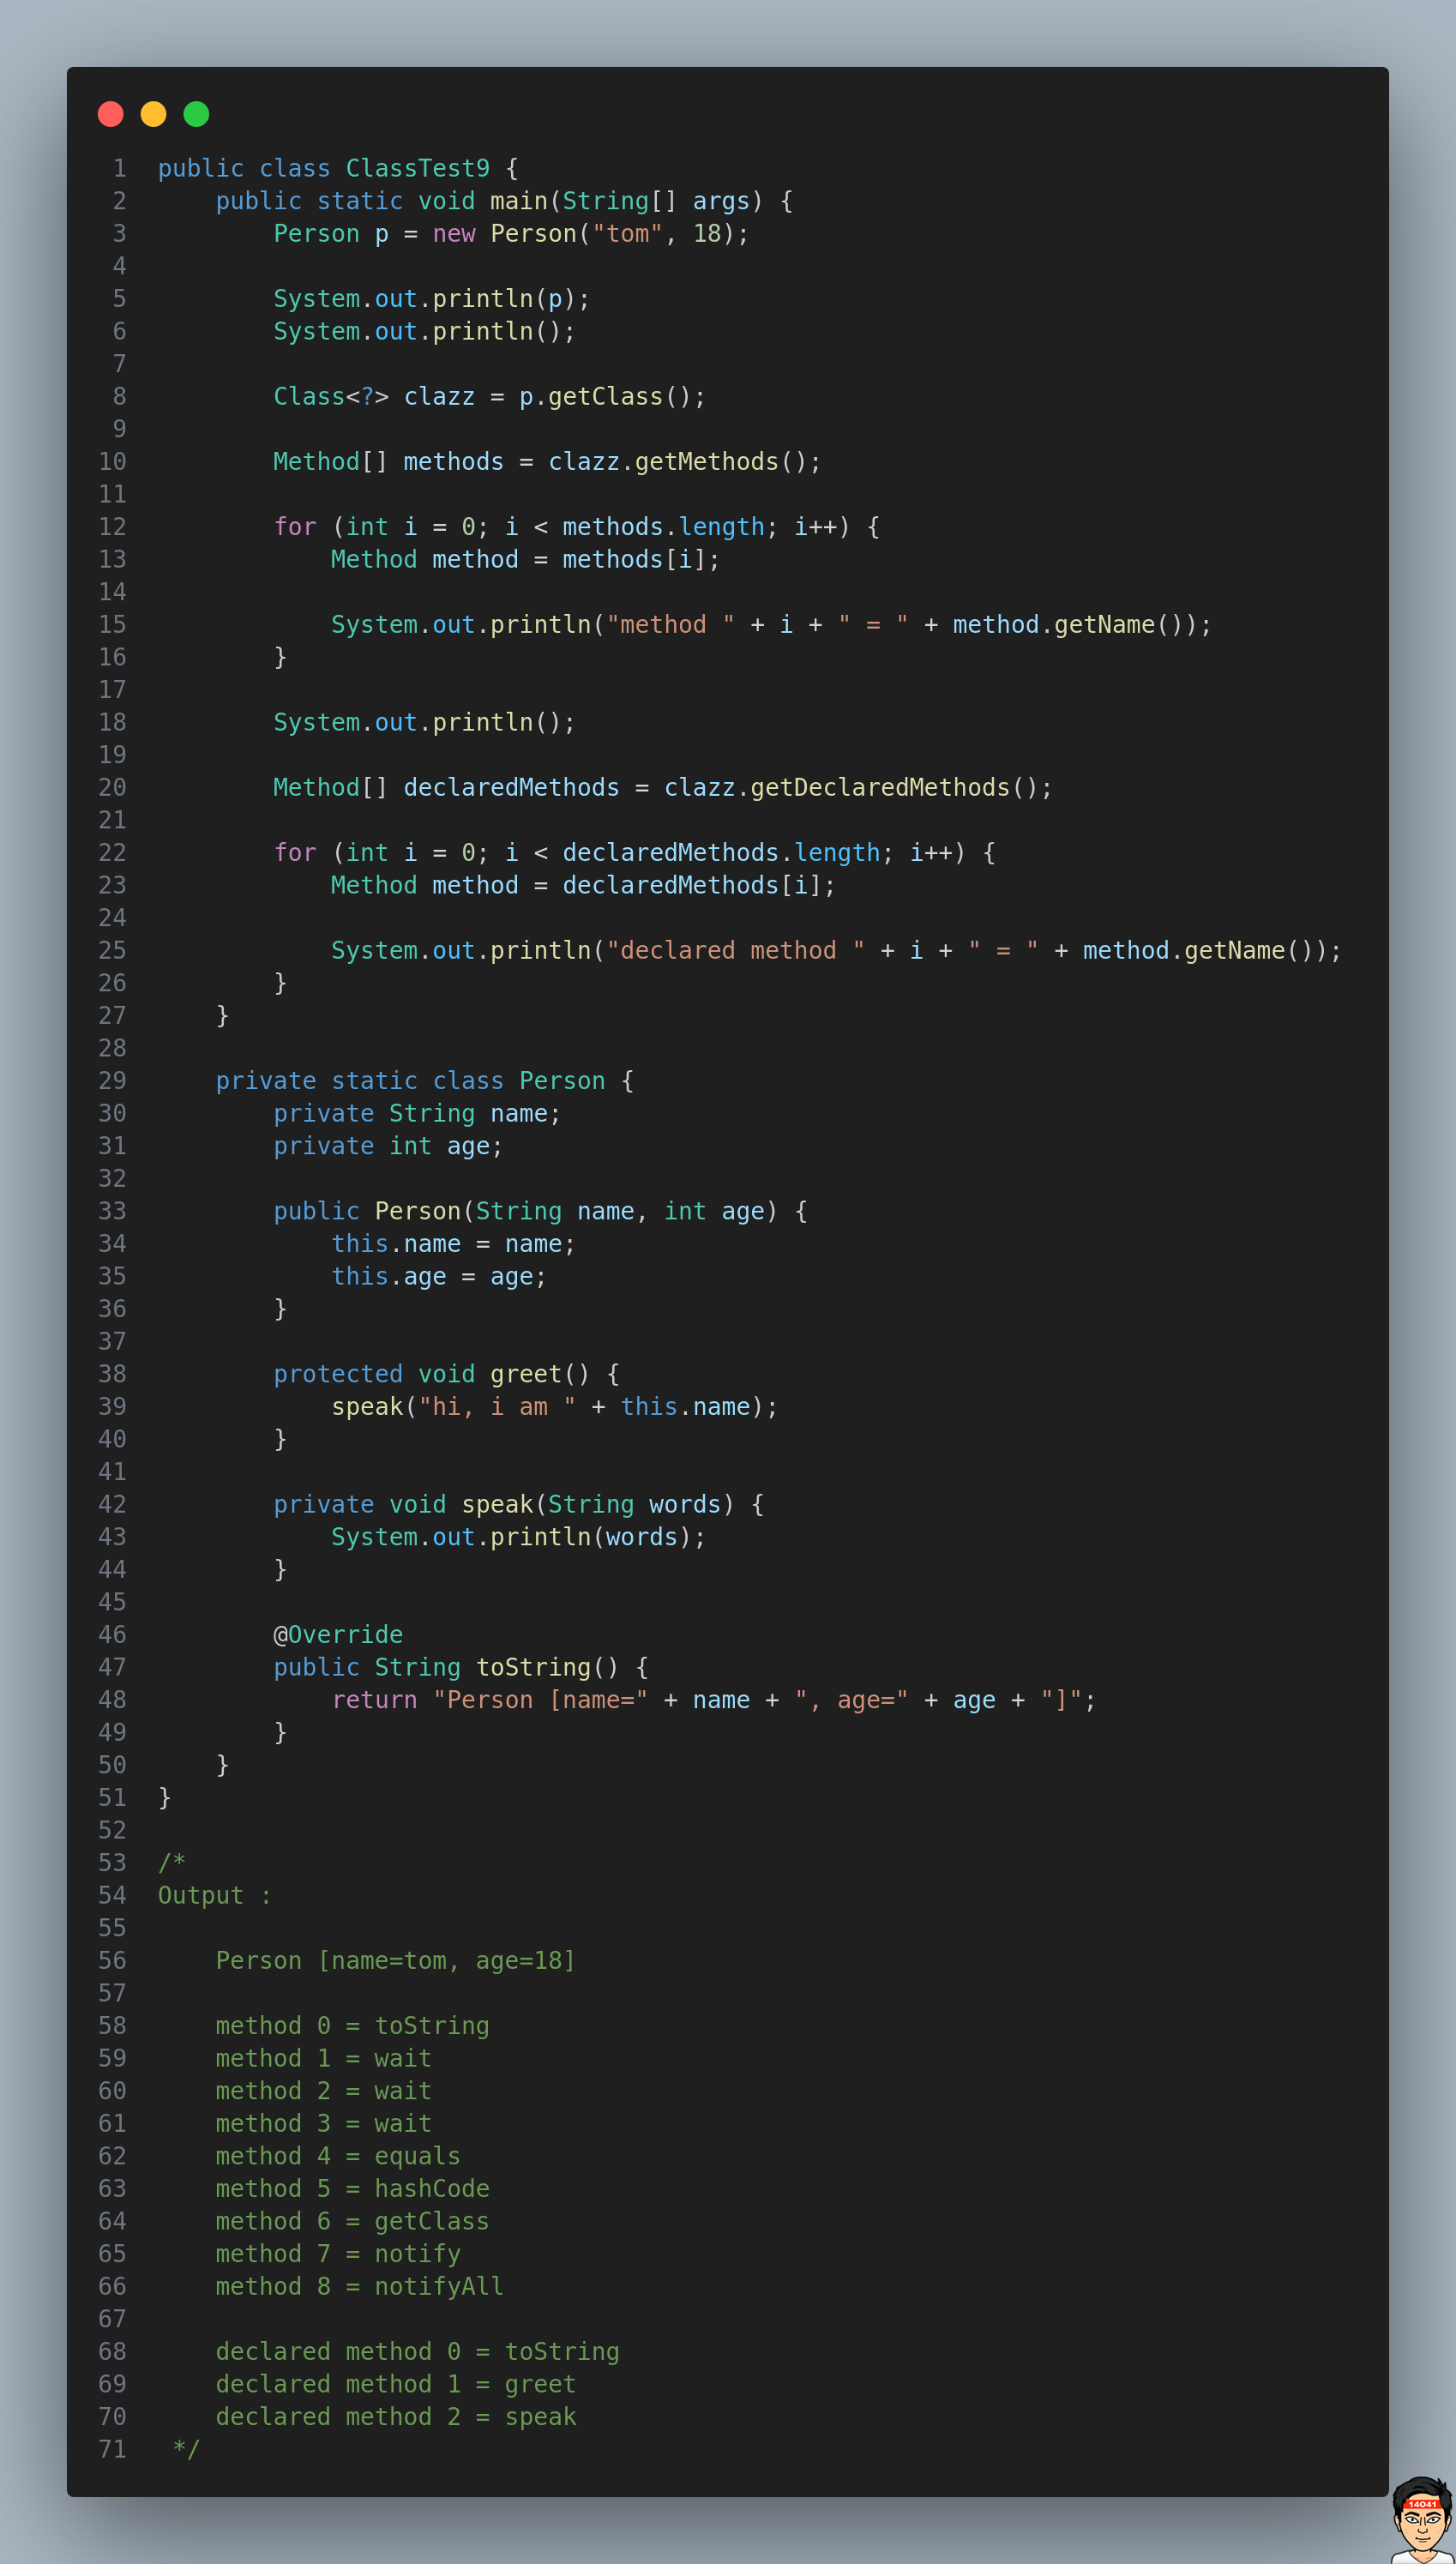 1 public class ClassTest9 {
2     public static void main(String[] args) {
3         Person p = new Person("tom", 18);
4
5         System.out.println(p);
6         System.out.println();
7
8         Class<?> clazz = p.getClass();
9
10         Method[] methods = clazz.getMethods();
11
12         for (int i = 0; i < methods.length; i++) {
13             Method method = methods[i];
14
15             System.out.println("method " + i + " = " + method.getName());
16         }
17
18         System.out.println();
19
20         Method[] declaredMethods = clazz.getDeclaredMethods();
21
22         for (int i = 0; i < declaredMethods.length; i++) {
23             Method method = declaredMethods[i];
24
25             System.out.println("declared method " + i + " = " + method.getName());
26         }
27     }
28
29     private static class Person {
30         private String name;
31         private int age;
32
33         public Person(String name, int age) {
34             this.name = name;
35             this.age = age;
36         }
37
38         protected void greet() {
39             speak("hi, i am " + this.name);
40         }
41
42         private void speak(String words) {
43             System.out.println(words);
44         }
45
46         @Override
47         public String toString() {
48             return "Person [name=" + name + ", age=" + age + "]";
49         }
50     }
51 }
52
53 /*
54 Output :
55
56     Person [name=tom, age=18]
57
58     method 0 = toString
59     method 1 = wait
60     method 2 = wait
61     method 3 = wait
62     method 4 = equals
63     method 5 = hashCode
64     method 6 = getClass
65     method 7 = notify
66     method 8 = notifyAll
67
68     declared method 0 = toString
69     declared method 1 = greet
70     declared method 2 = speak
71  */
14041